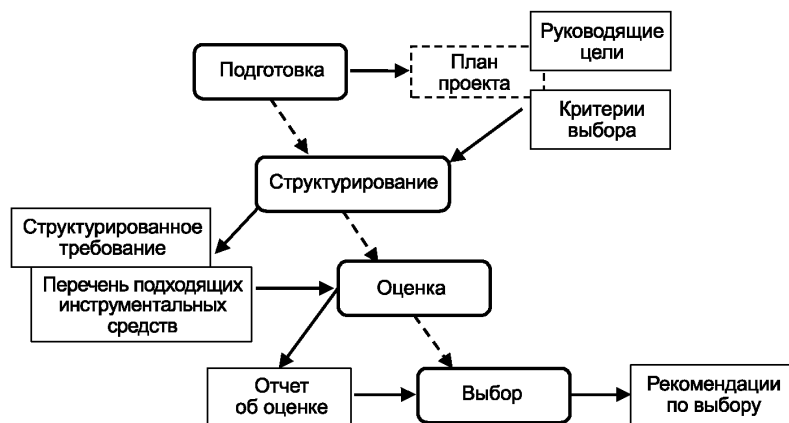 Руководящие
цели
Подготовка
План
проекта
Критерии
выбора
Структурирование
Структурированное
требование
Перечень подходящих
инструментальных
средств
Оценка
Отчет
об оценке
Выбор
Рекомендации
по выбору